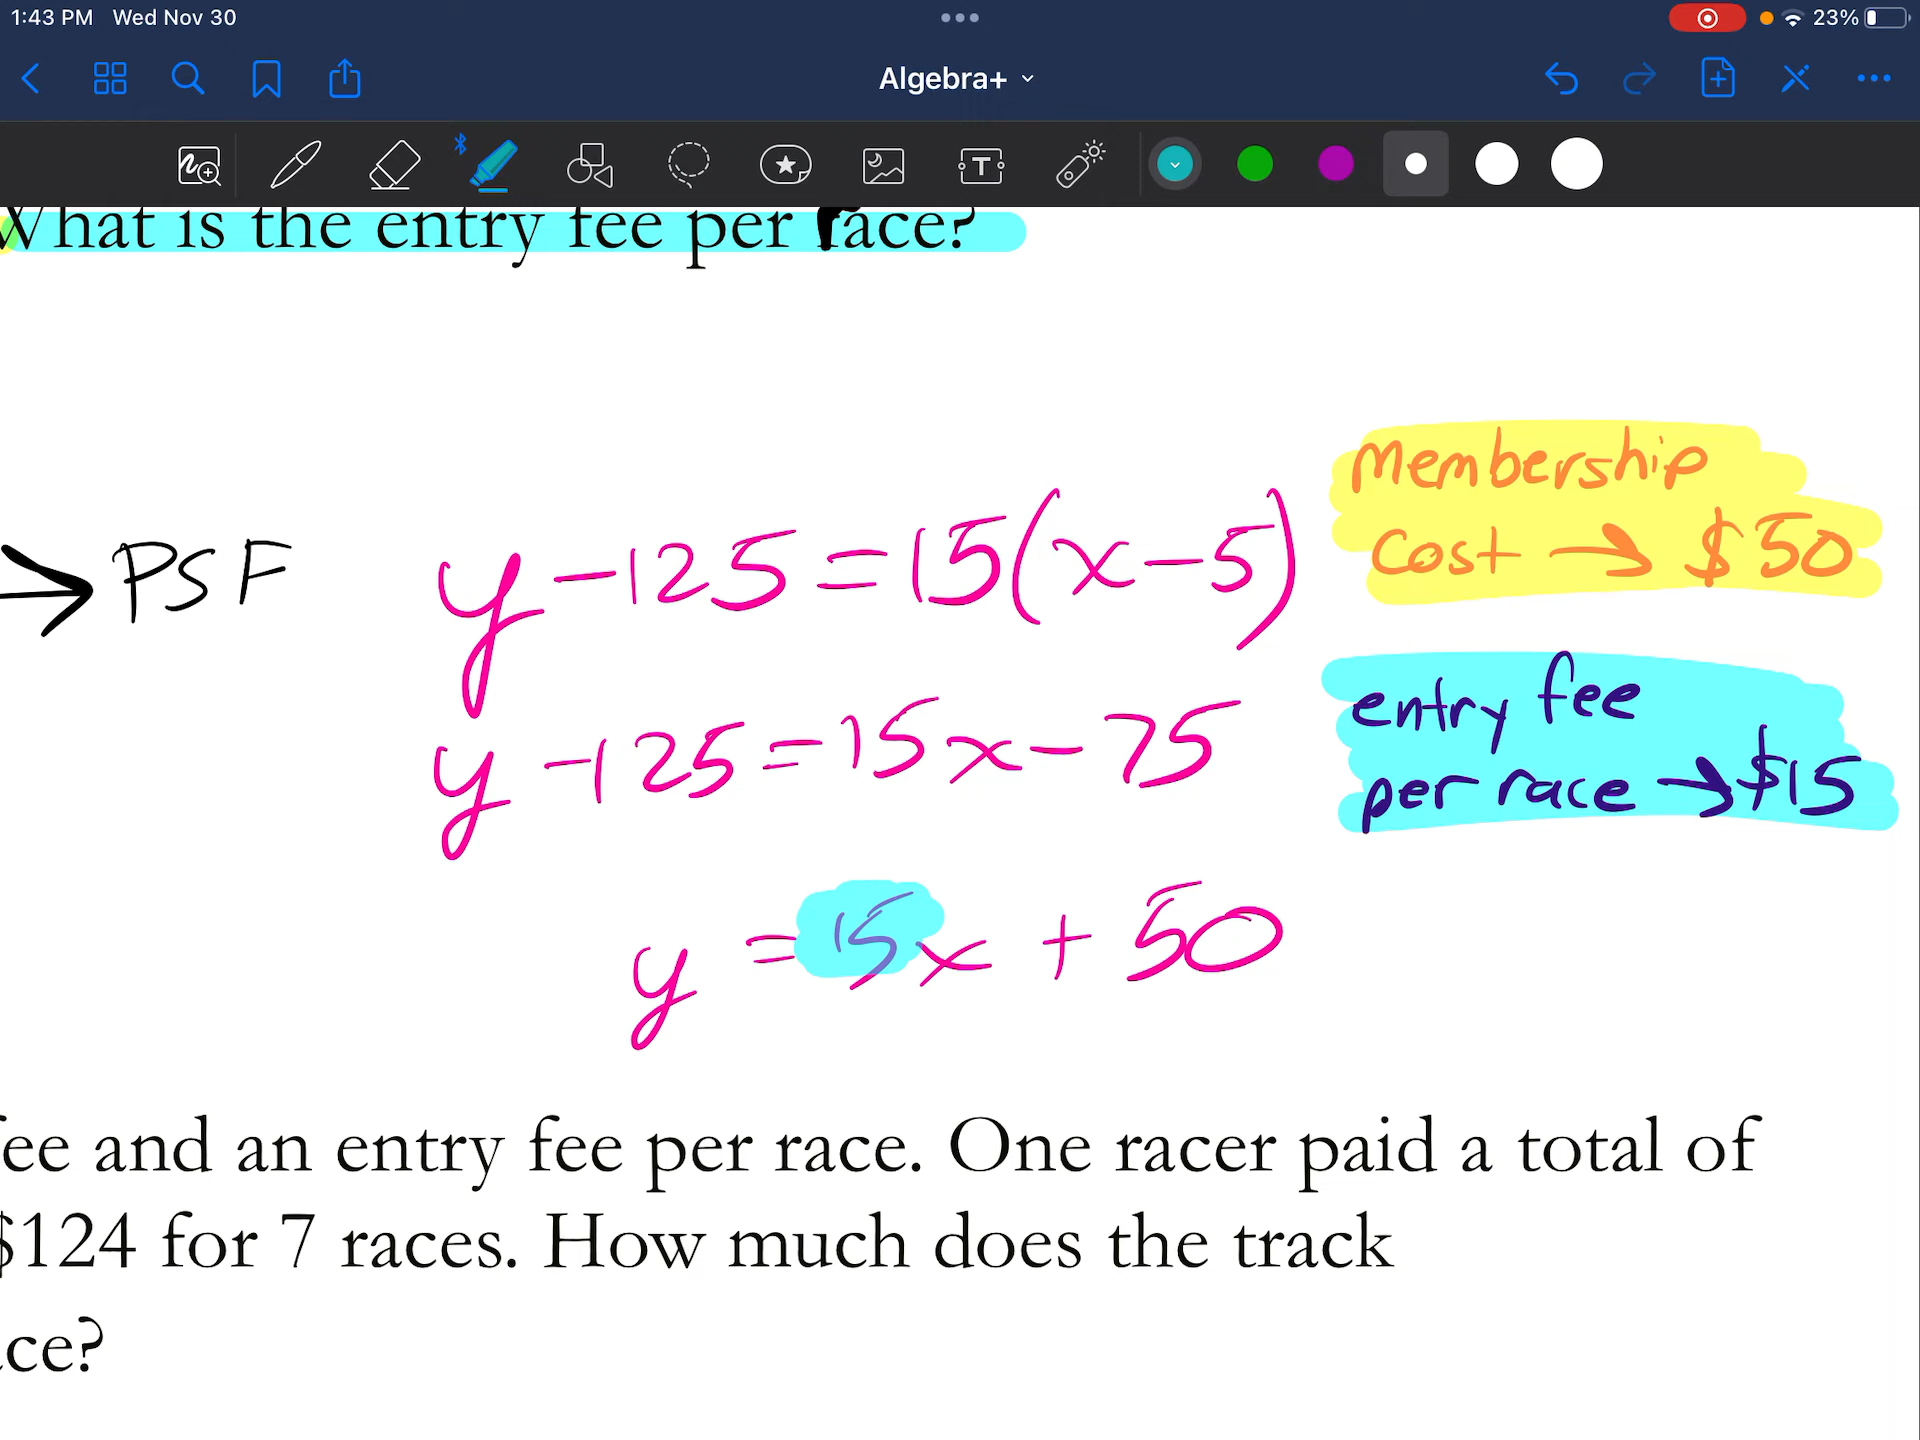 1:43 PM Wed Nov 30
23%
Algebra+
T
What is the entry fee per race?
Membership
cost → $50
→ PSF
y - 125 = 15(x - 5)
entry fee
per race → $15
y - 125 = 15x - 75
y = 15x + 50
ee and an entry fee per race. One racer paid a total of
$124 for 7 races. How much does the track
ce?